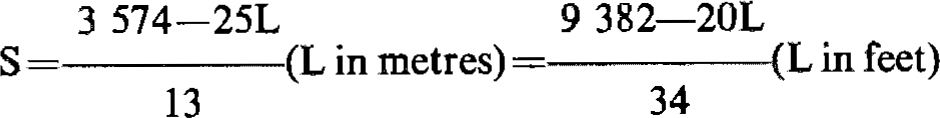 3 574—25L 9 382—20L
S=————(L in metres)=————(L in feet)
13 34